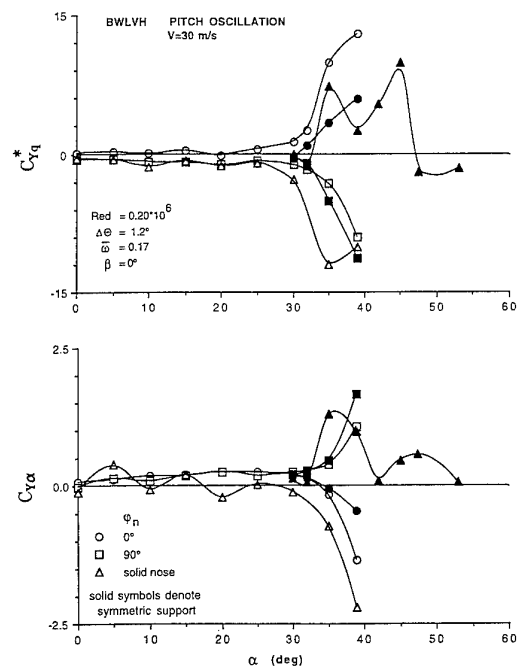 BWLVH PITCH OSCILLATION
V=30 m/s
15
C*Yq
0
Red = 0.20*10^6
ΔΘ = 1.2°
ω̅ = 0.17
β = 0°
-15
0 10 20 30 40 50 60
2.5
CYα
0.0
φn
○ 0°
□ 90°
△ solid nose
solid symbols denote
symmetric support
-2.5
0 10 20 30 40 50 60
α (deg)